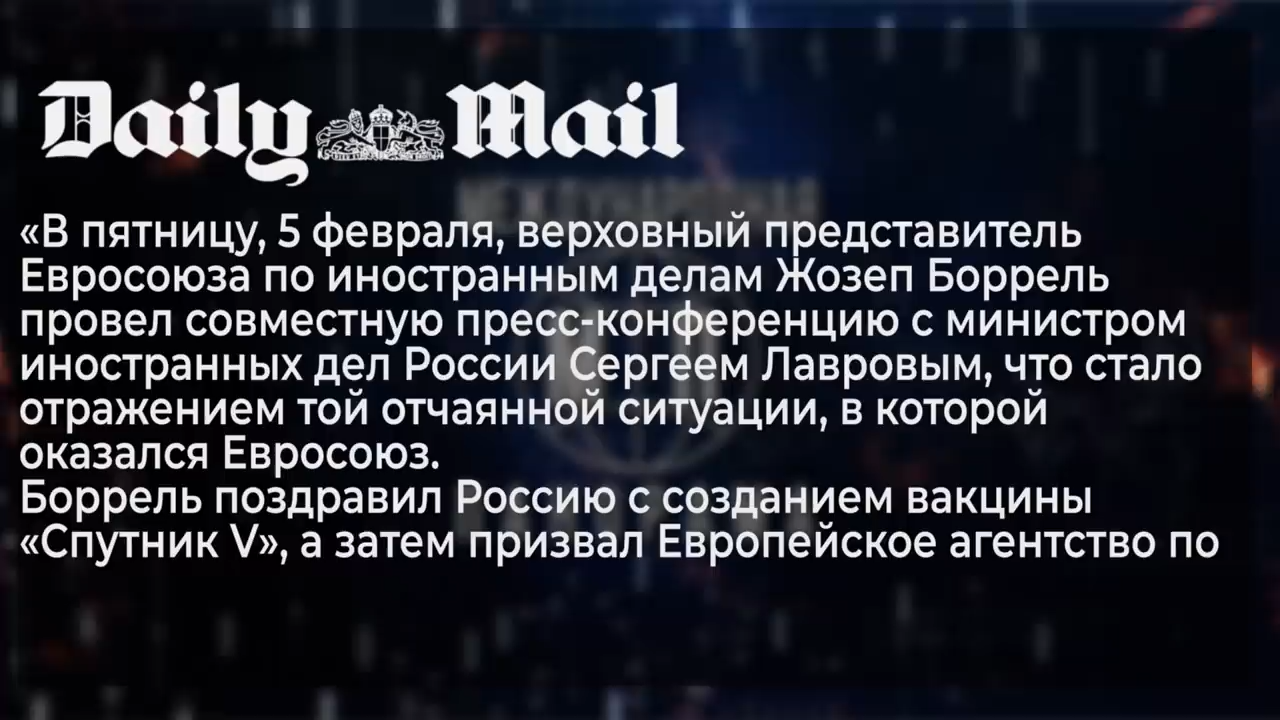 Daily Mail
МЕЖДУНАРОДНАЯ
«В пятницу, 5 февраля, верховный представитель
Евросоюза по иностранным делам Жозеп Боррель
провел совместную пресс-конференцию с министром
иностранных дел России Сергеем Лавровым, что стало
отражением той отчаянной ситуации, в которой
оказался Евросоюз.
Боррель поздравил Россию с созданием вакцины
«Спутник V», а затем призвал Европейское агентство по